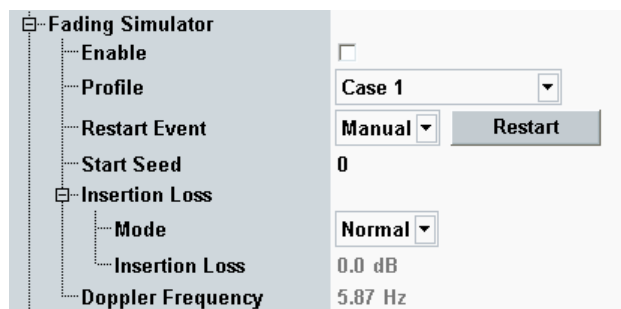 Fading Simulator
Enable
Profile Case 1
Restart Event Manual Restart
Start Seed 0
Insertion Loss
Mode Normal
Insertion Loss 0.0 dB
Doppler Frequency 5.87 Hz